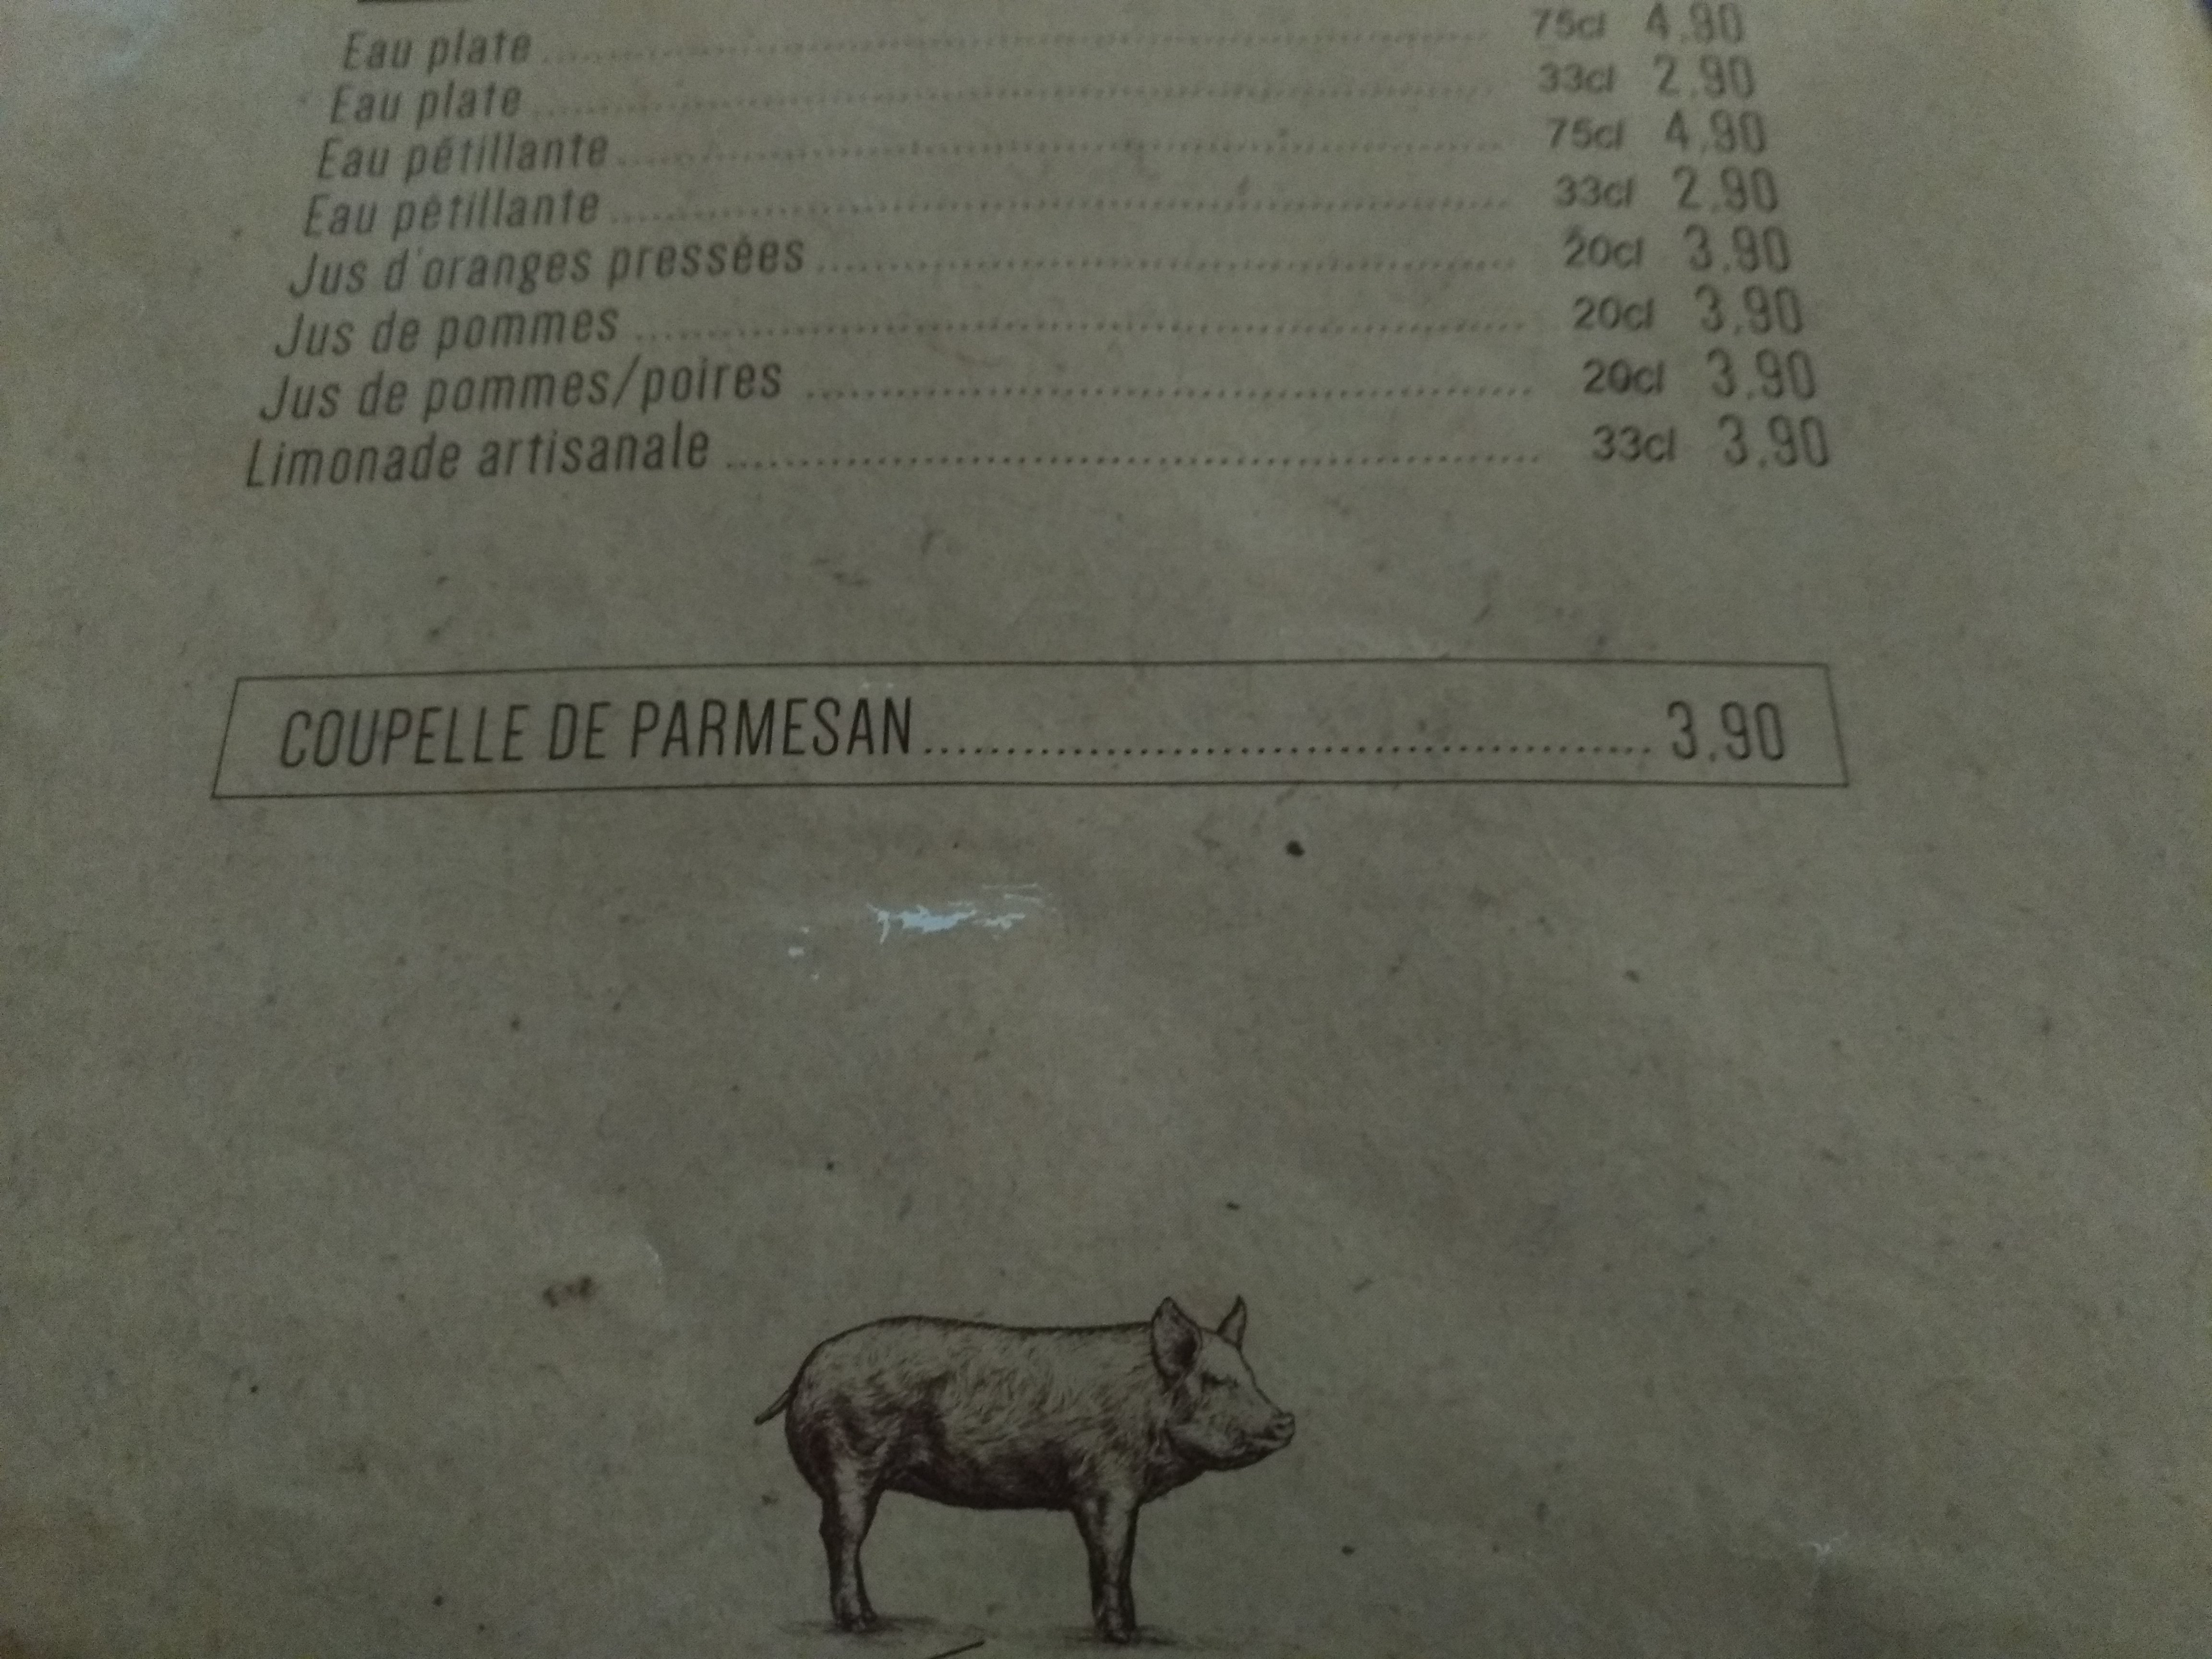 Eau plate 75cl 4.90
Eau plate 33cl 2.90
Eau pétillante 75cl 4.90
Eau pétillante 33cl 2.90
Jus d'oranges pressées 20cl 3.90
Jus de pommes 20cl 3.90
Jus de pommes/poires 20cl 3.90
Limonade artisanale 33cl 3.90
COUPELLE DE PARMESAN 3.90